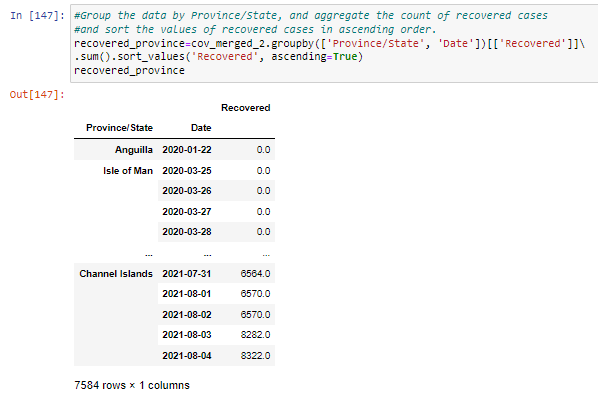 In [147]: #Group the data by Province/State, and aggregate the count of recovered cases
#and sort the values of recovered cases in ascending order.
recovered_province=cov_merged_2.groupby(['Province/State', 'Date'])[['Recovered']]\
.sum().sort_values('Recovered', ascending=True)
recovered_province
Out[147]:
Recovered
Province/State Date
Anguilla 2020-01-22 0.0
Isle of Man 2020-03-25 0.0
2020-03-26 0.0
2020-03-27 0.0
2020-03-28 0.0
... ... ...
Channel Islands 2021-07-31 6564.0
2021-08-01 6570.0
2021-08-02 6570.0
2021-08-03 8282.0
2021-08-04 8322.0
7584 rows × 1 columns